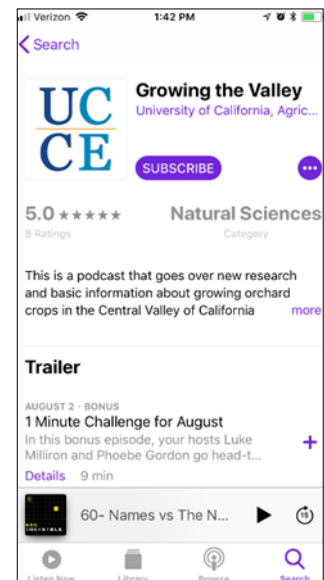 Verizon 1:42 PM
Search
UC
CE
Growing the Valley
University of California, Agric...
SUBSCRIBE
5.0 ★★★★★ Natural Sciences
8 Ratings Category
This is a podcast that goes over new research
and basic information about growing orchard
crops in the Central Valley of California more
Trailer
AUGUST 2 · BONUS
1 Minute Challenge for August
In this bonus episode, your hosts Luke
Milliron and Phoebe Gordon go head-t...
Details 9 min
60- Names vs The N...
15
Listen Now Library Browse Search